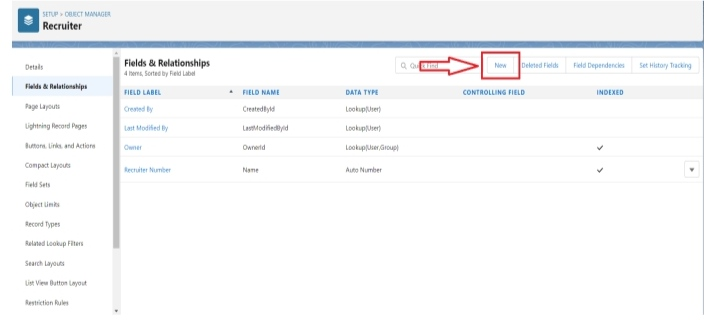 SETUP > OBJECT MANAGER
Recruiter
Details
Fields & Relationships
Page Layouts
Lightning Record Pages
Buttons, Links, and Actions
Compact Layouts
Field Sets
Object Limits
Record Types
Related Lookup Filters
Search Layouts
List View Button Layout
Restriction Rules
Fields & Relationships
4 Items, Sorted by Field Label
New
Deleted Fields
Field Dependencies
Set History Tracking
FIELD LABEL FIELD NAME DATA TYPE CONTROLLING FIELD INDEXED
Created By CreatedById Lookup(User)
Last Modified By LastModifiedById Lookup(User)
Owner OwnerId Lookup(User,Group)
Recruiter Number Name Auto Number